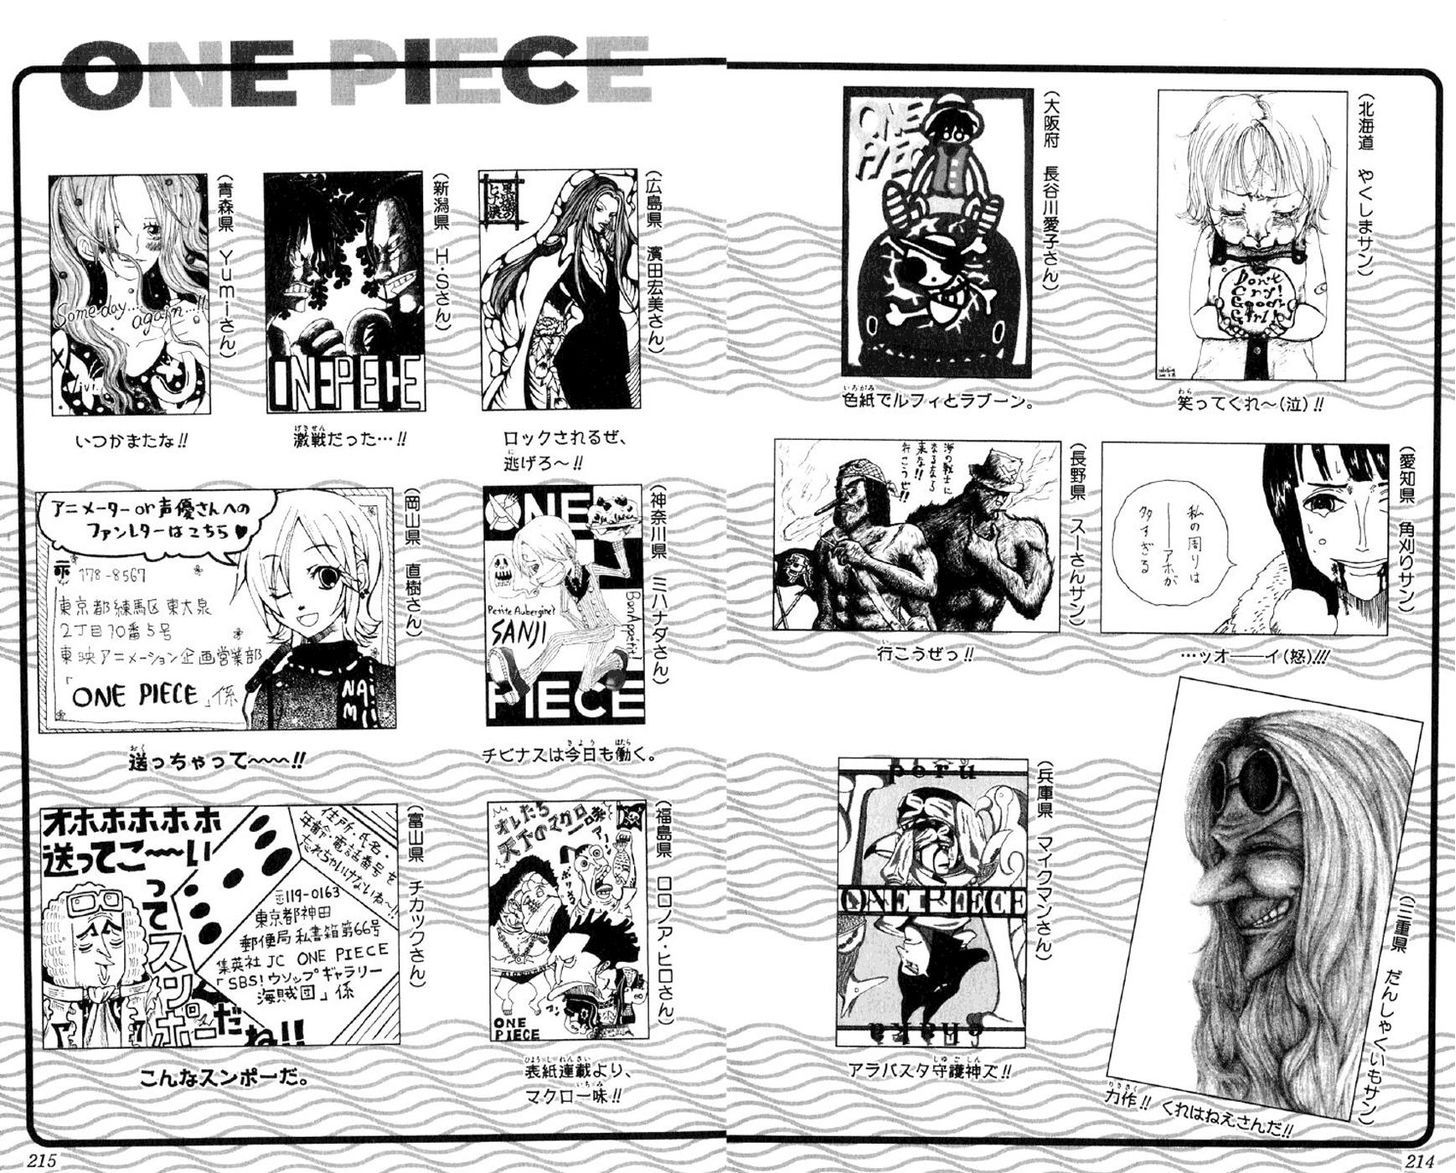 ONE PIECE
(北海道 やくしまサン)
Don't
Cry!
Good
Girl
笑ってくれ〜(泣)!!
(大阪府 長谷川愛子さん)
ONE
PIECE
色紙でルフィとラブーン。
(愛知県 角刈りサン)
私の周りは
――アホが
多すぎる
…ッオ――イ(怒)!!!
(長野県 スーさんサン)
海の戦士に
来な!!
行こうぜ!!
行こうぜっ!!
(三重県 だんしゃくいもサン)
力作!! くれはねえさんだ!!
(兵庫県 マイクマンさん)
peru
ONE PIECE
chaka
アラバスタ守護神ズ!!
214
(広島県 濱田宏美さん)
黒檻の
ヒナ嬢
ロックされるぜ、
逃げろ〜!!
(新潟県 H・Sさん)
ONEPIECE
激戦だった…!!
(青森県 Yumiさん)
Some day...
again...!!
Vivi
いつかまたな!!
(神奈川県 ミハナダさん)
ONE
Petite Aubergine?
SANJI
Bon Appétit!
PIECE
チビナスは今日も働く。
(岡山県 直樹さん)
アニメーターor声優さんへの
ファンレターはこちら♥
〒178-8567
東京都練馬区東大泉
2丁目10番5号
東映アニメーション企画営業部
「ONE PIECE」係
NAMI
送っちゃって〜〜〜!!
(福島県 ロロノア・ヒロさん)
オレたち
天下のマグロ
ONE
PIECE
表紙連載より、
マクロ一味!!
(富山県 チカックさん)
オホホホホホ
送ってこ〜〜い
ってスンポーだ
ね!!
住所・氏名・
年齢・電話番号を
忘れちゃいけないね〜!!
〒119-0163
東京都神田
郵便局私書箱第66号
集英社JC ONE PIECE
「SBS!ウソップギャラリー
海賊団」係
こんなスンポーだ。
215